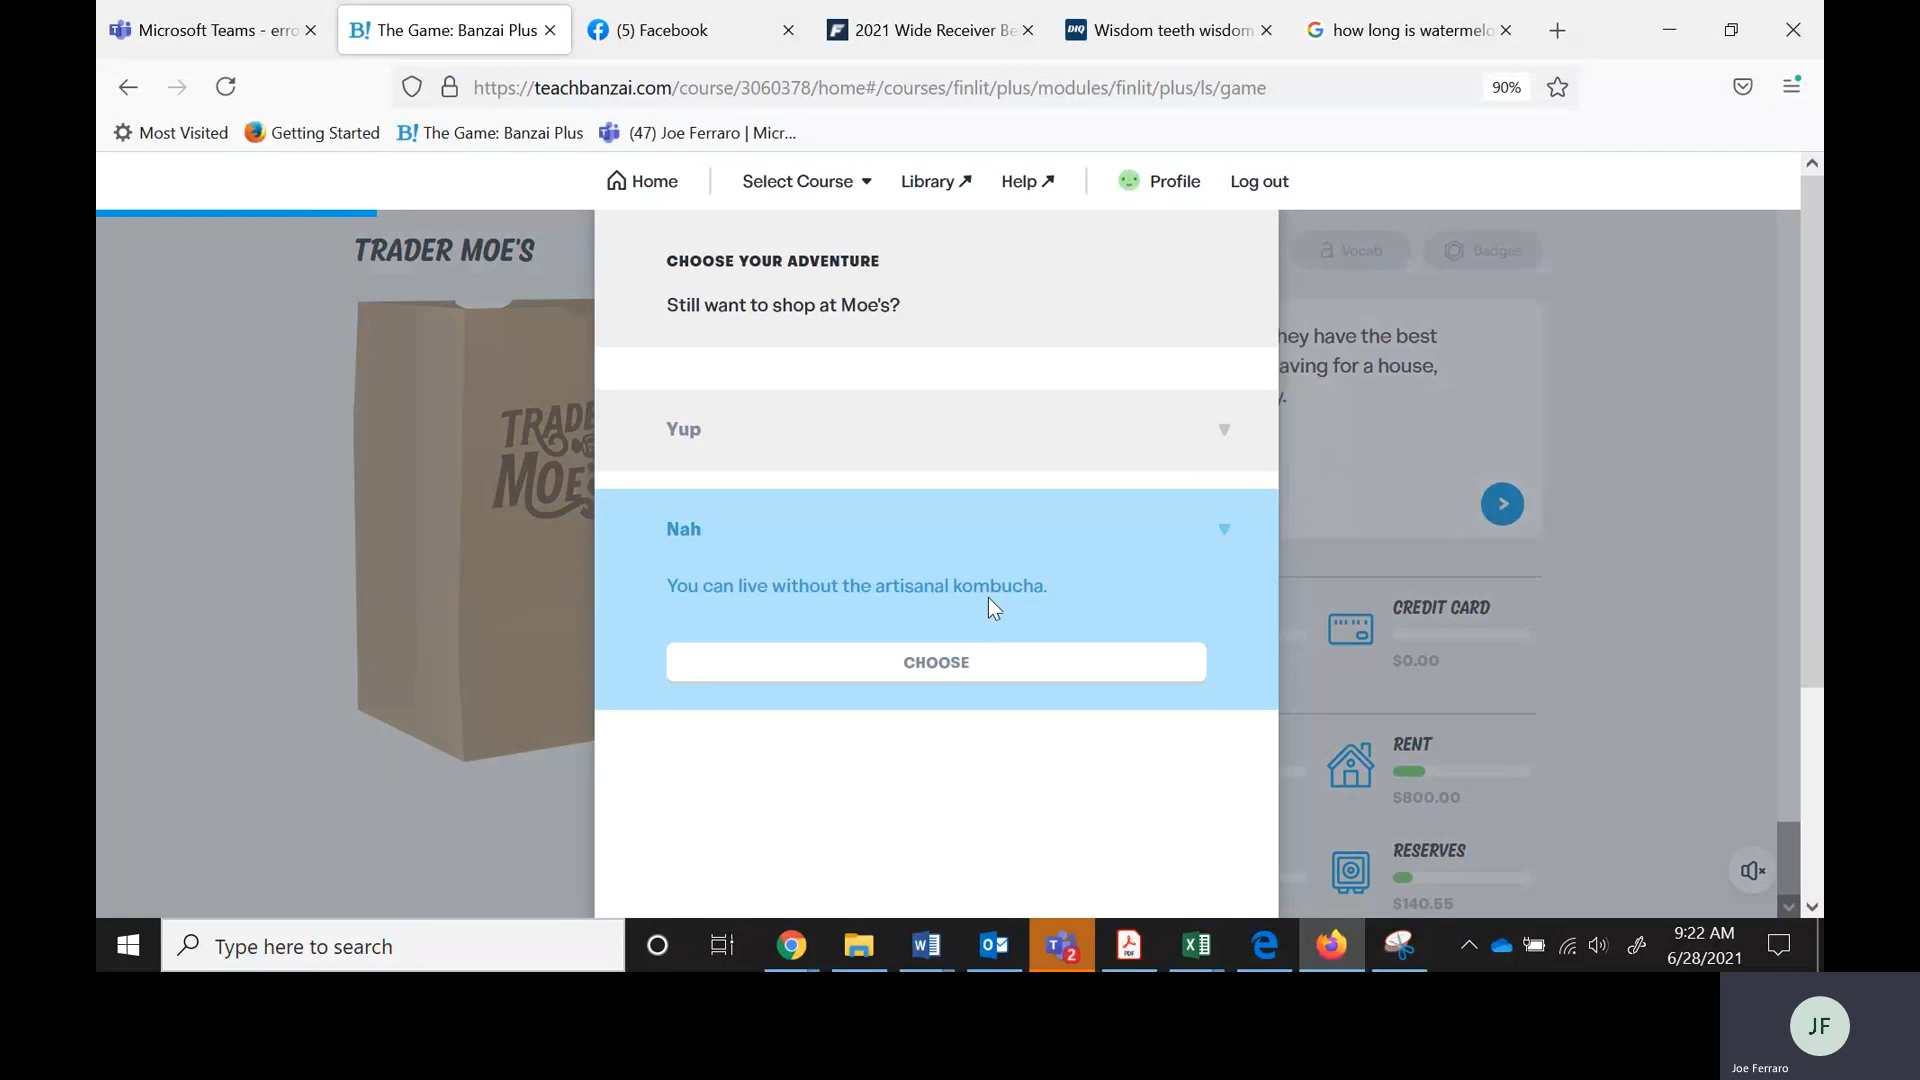 Microsoft Teams - erro
B! The Game: Banzai Plus
(5) Facebook
2021 Wide Receiver Be
DIQ Wisdom teeth wisdom
how long is watermelo
https://teachbanzai.com/course/3060378/home#/courses/finlit/plus/modules/finlit/plus/ls/game
90%
Most Visited
Getting Started
B! The Game: Banzai Plus
(47) Joe Ferraro | Micr...
Home
Select Course
Library
Help
Profile
Log out
TRADER MOE'S
CHOOSE YOUR ADVENTURE
Still want to shop at Moe's?
a Vocab
Badges
hey have the best
aving for a house,
y.
TRADE
MOE'S
Yup
Nah
You can live without the artisanal kombucha.
CHOOSE
CREDIT CARD
$0.00
RENT
$800.00
RESERVES
$140.55
Type here to search
2
9:22 AM
6/28/2021
JF
Joe Ferraro